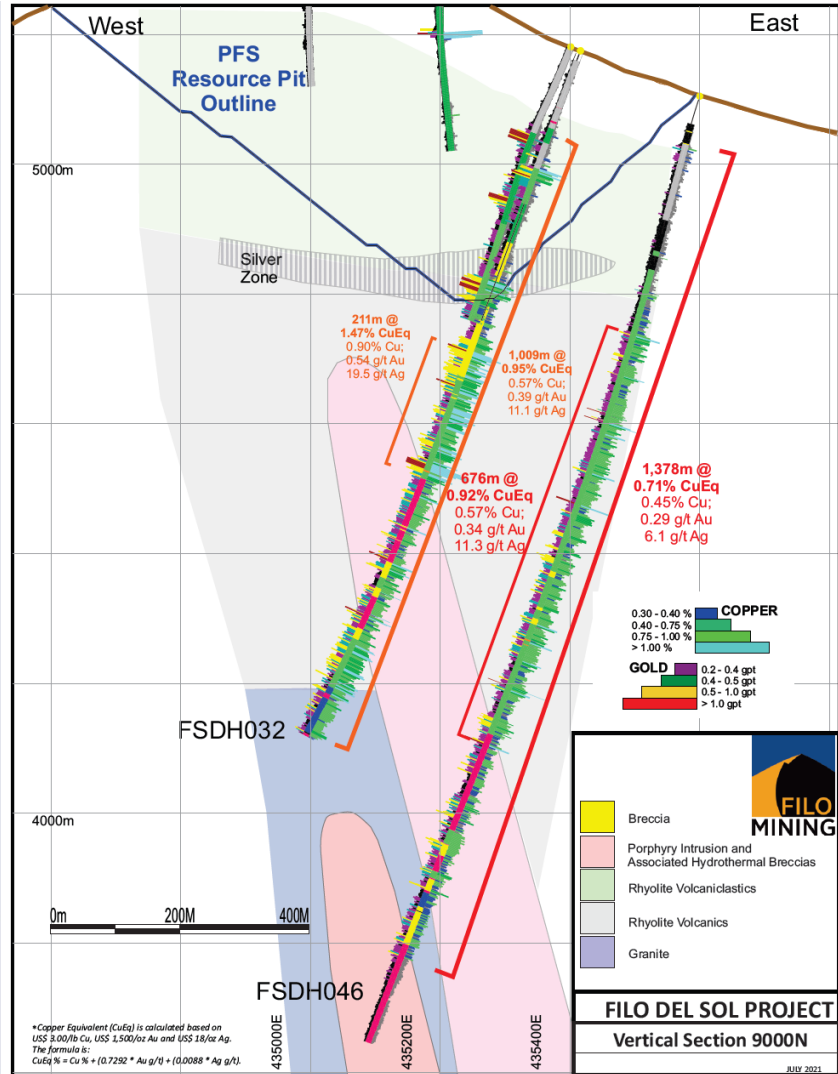 West
East
PFS
Resource Pit
Outline
5000m
Silver
Zone
211m @
1.47% CuEq
0.90% Cu;
0.54 g/t Au
19.5 g/t Ag
1,009m @
0.95% CuEq
0.57% Cu;
0.39 g/t Au
11.1 g/t Ag
676m @
0.92% CuEq
0.57% Cu;
0.34 g/t Au
11.3 g/t Ag
1,378m @
0.71% CuEq
0.45% Cu;
0.29 g/t Au
6.1 g/t Ag
0.30 - 0.40 % COPPER
0.40 - 0.75 %
0.75 - 1.00 %
> 1.00 %
GOLD 0.2 - 0.4 gpt
0.4 - 0.5 gpt
0.5 - 1.0 gpt
> 1.0 gpt
FSDH032
4000m
FILO
MINING
Breccia
Porphyry Intrusion and
Associated Hydrothermal Breccias
Rhyolite Volcaniclastics
Rhyolite Volcanics
Granite
0m 200M 400M
FSDH046
435000E
435200E
435400E
*Copper Equivalent (CuEq) is calculated based on
US$ 3.00/lb Cu, US$ 1,500/oz Au and US$ 18/oz Ag.
The formula is:
CuEq % = Cu % + (0.7292 * Au g/t) + (0.0088 * Ag g/t).
FILO DEL SOL PROJECT
Vertical Section 9000N
JULY 2021